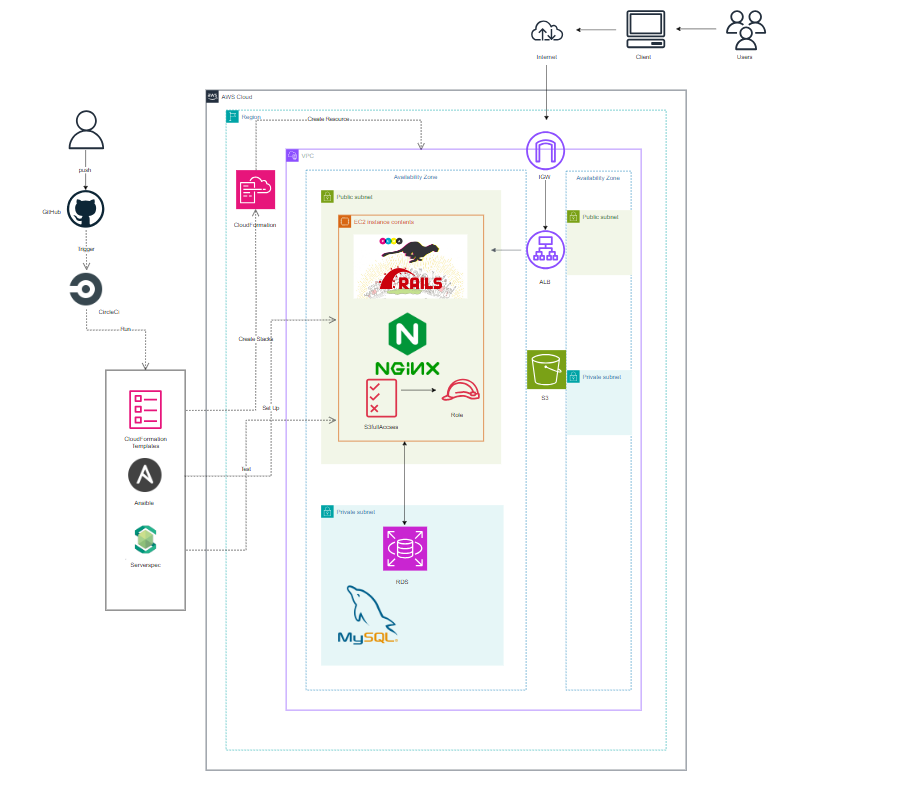 Internet
Client
Users
AWS Cloud
aws
Region
Create Resource
push
VPC
IGW
Availability Zone
Availability Zone
Public subnet
GitHub
CloudFormation
EC2 instance contents
Public subnet
Trigger
RAILS
ALB
CircleCi
Run
NGINX
Create Stacks
Private subnet
S3
Set Up
S3fullAccess
Role
CloudFormation
Templates
Test
Ansible
Private subnet
Serverspec
RDS
MySQL